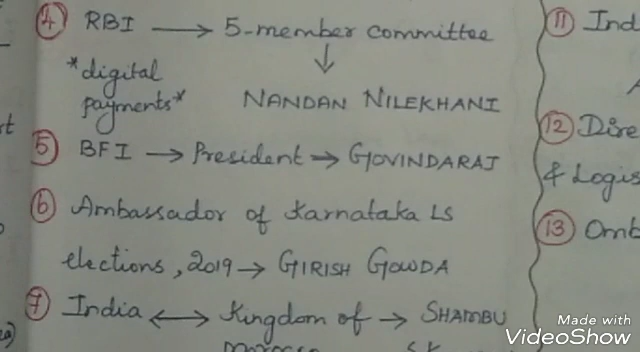 ④ RBI → 5-member committee
↓
*digital payments* NANDAN NILEKHANI
⑤ BFI → President → GOVINDARAJ
⑥ Ambassador of Karnataka LS
elections, 2019 → GIRISH GOWDA
⑦ India ↔ Kingdom of → SHAMBU
Morocco S.K
⑪ Ind
⑫ Dire
& Logis
⑬ Omb
Made with
VideoShow